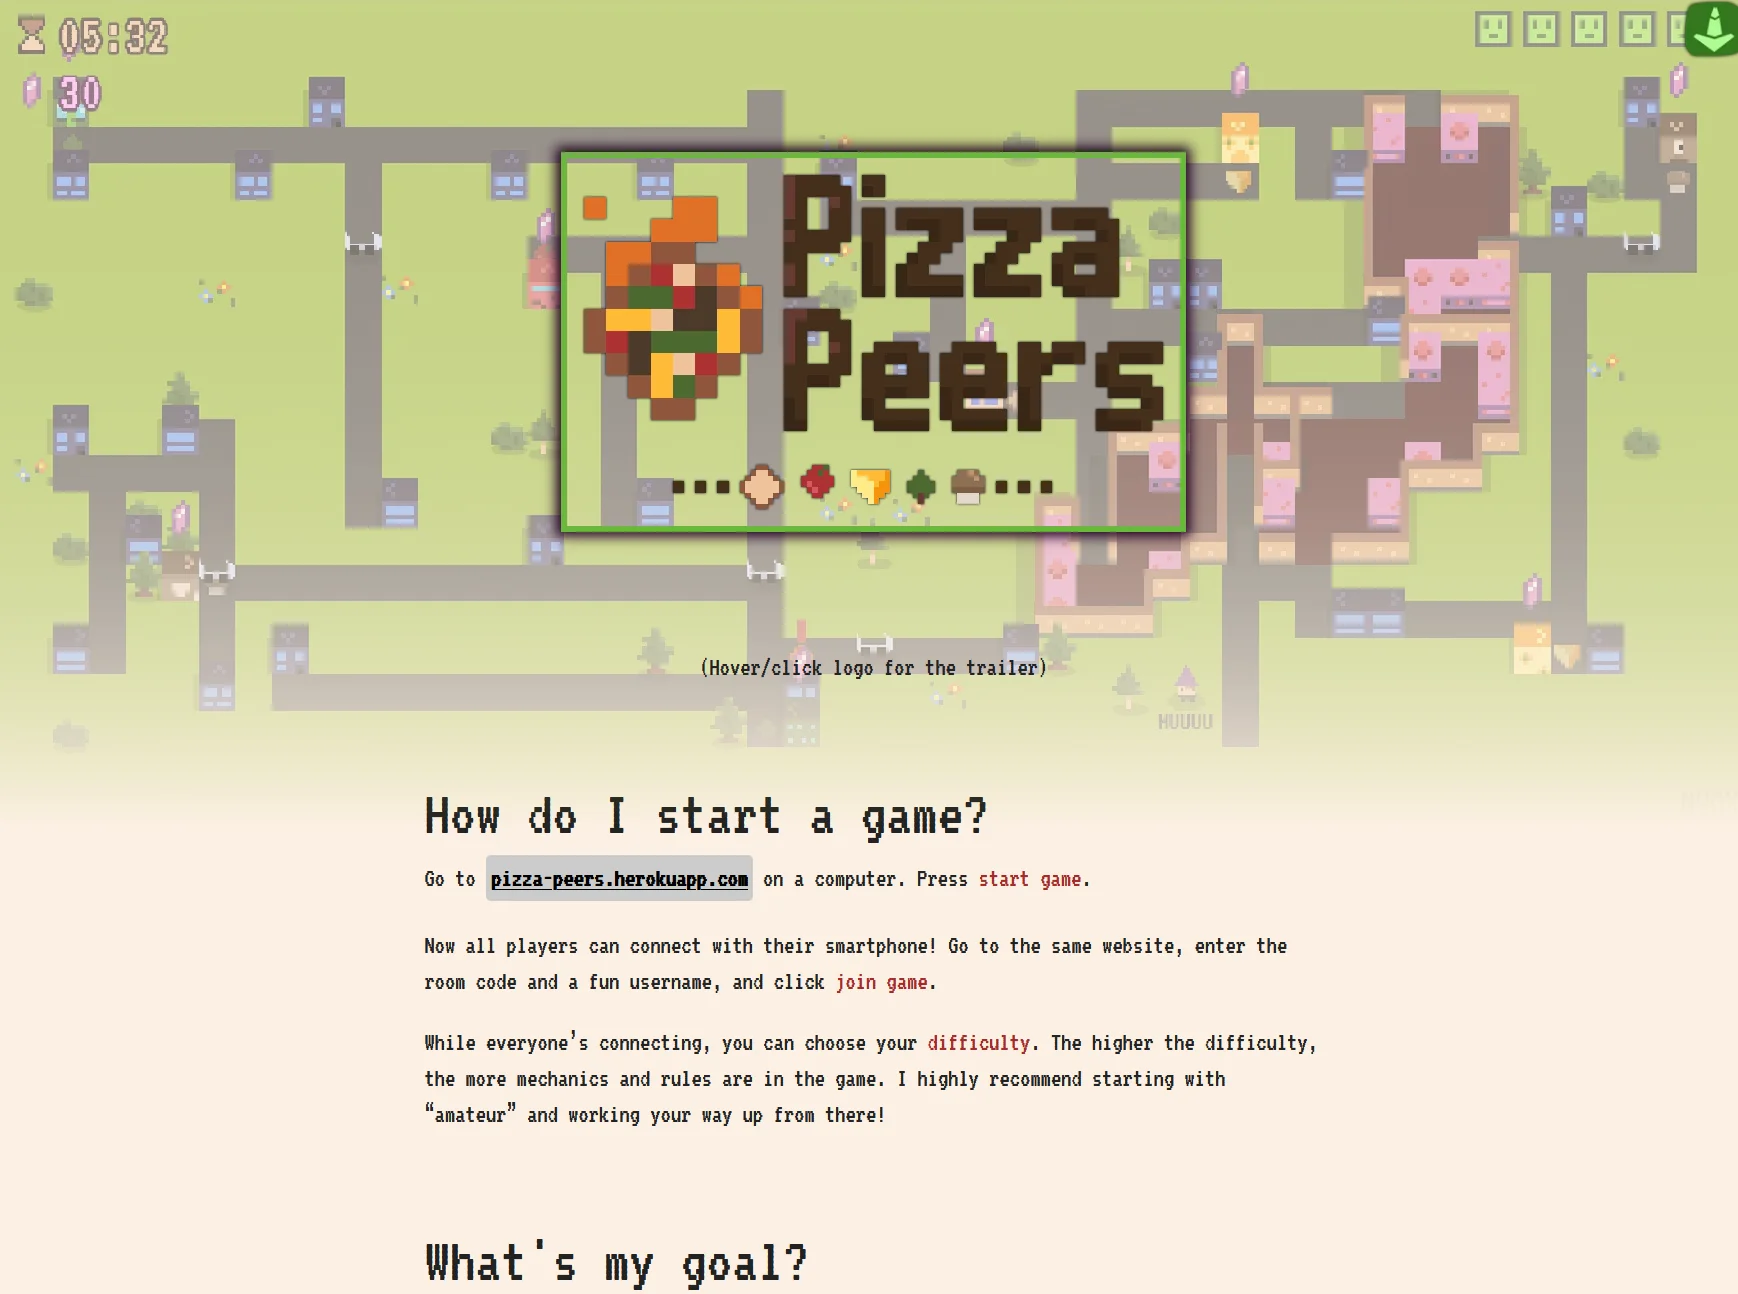 05:32
30
Pizza
Peers
(Hover/click logo for the trailer)
HUUUU
How do I start a game?
Go to pizza-peers.herokuapp.com on a computer. Press start game.
Now all players can connect with their smartphone! Go to the same website, enter the
room code and a fun username, and click join game.
While everyone’s connecting, you can choose your difficulty. The higher the difficulty,
the more mechanics and rules are in the game. I highly recommend starting with
“amateur” and working your way up from there!
What's my goal?